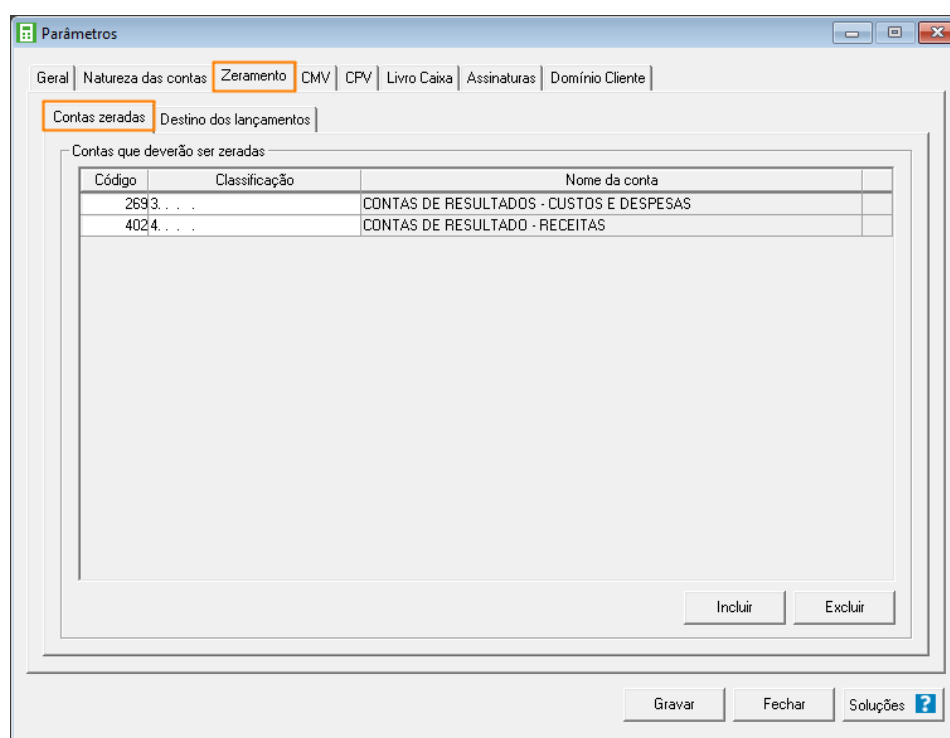 Parâmetros
Geral Natureza das contas Zeramento CMV CPV Livro Caixa Assinaturas Domínio Cliente
Contas zeradas Destino dos lançamentos
Contas que deverão ser zeradas
Código Classificação Nome da conta
269 3. . . . CONTAS DE RESULTADOS - CUSTOS E DESPESAS
402 4. . . . CONTAS DE RESULTADO - RECEITAS
Incluir Excluir
Gravar Fechar Soluções ?